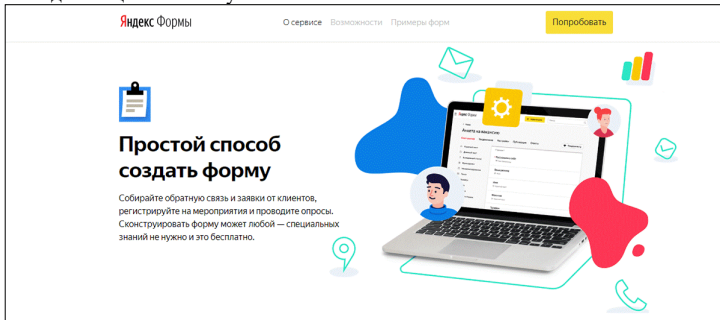 Яндекс Формы
О сервисе Возможности Примеры форм
Попробовать
Простой способ
создать форму
Собирайте обратную связь и заявки от клиентов,
регистрируйте на мероприятия и проводите опросы.
Сконструировать форму может любой — специальных
знаний не нужно и это бесплатно.
Анкета на вакансию